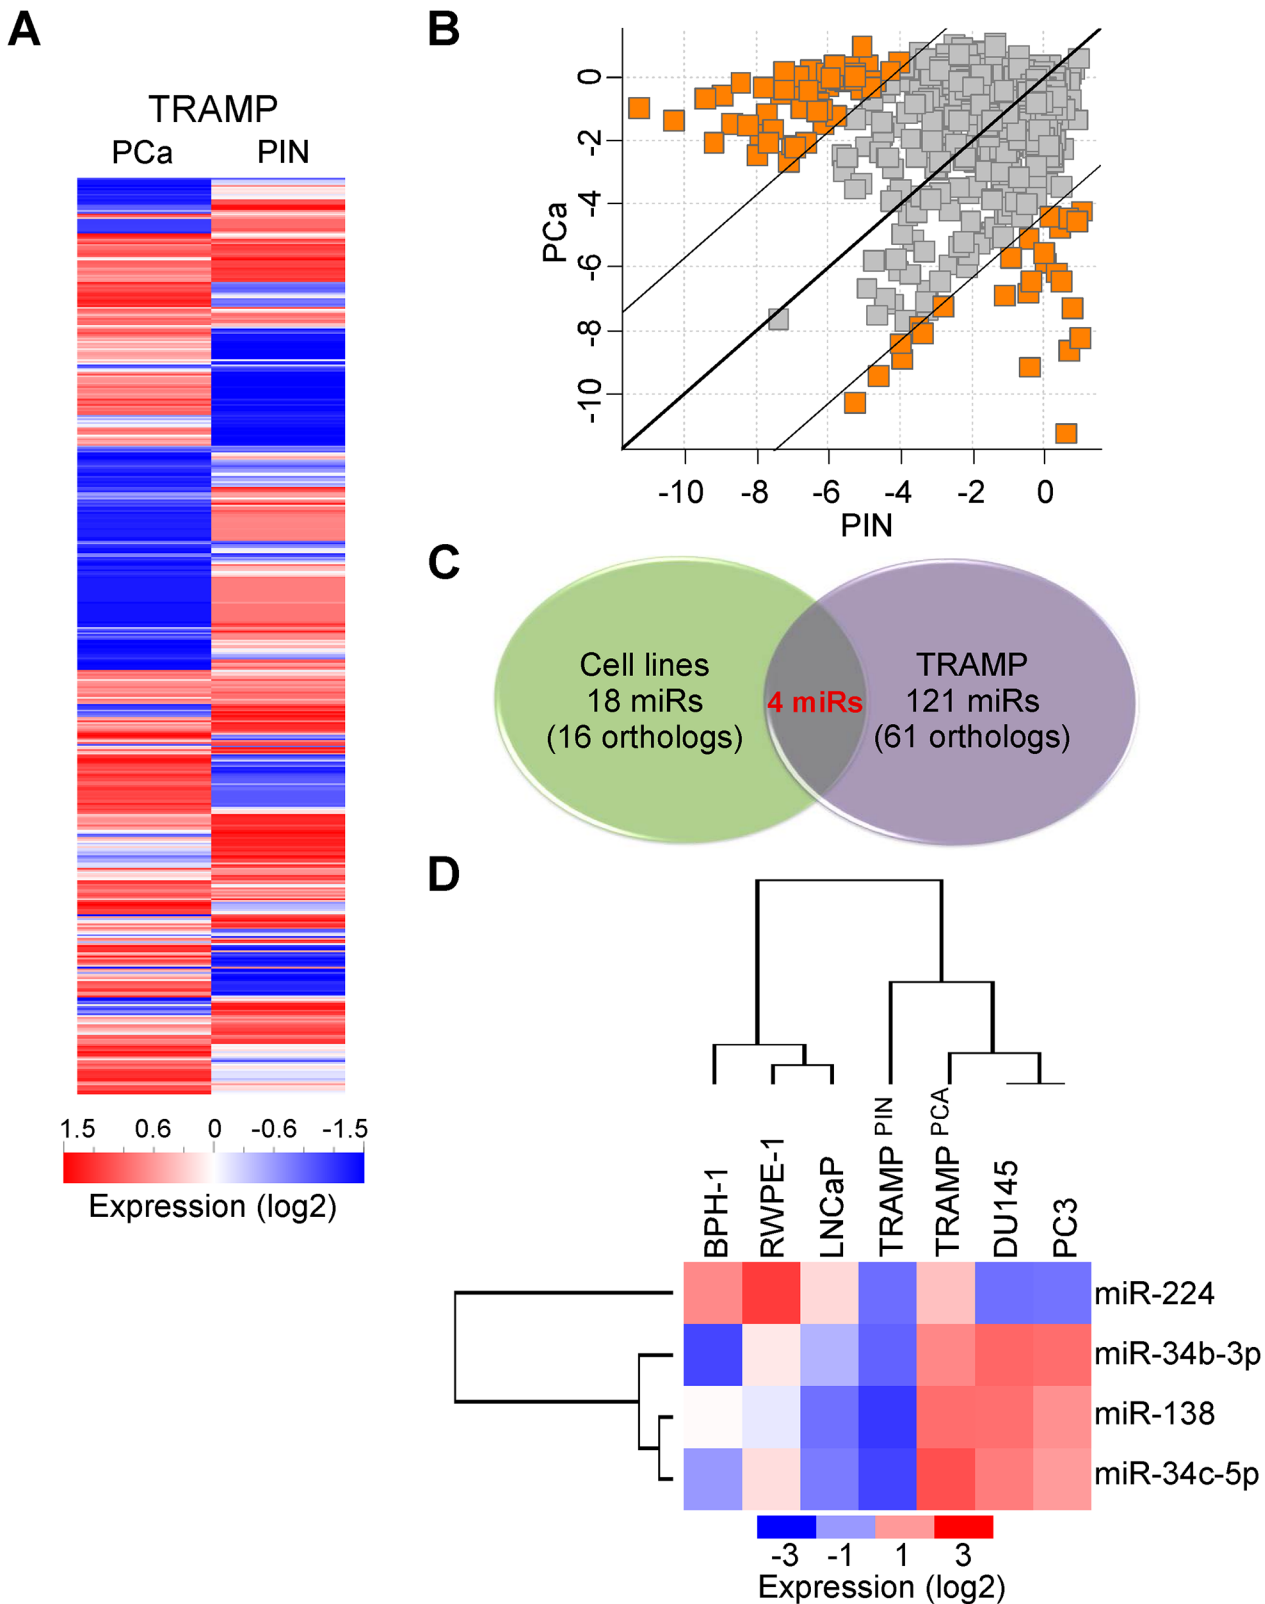 A
TRAMP
PCa PIN
1.5 0.6 0 -0.6 -1.5
Expression (log2)
B
PCa
0
-2
-4
-6
-8
-10
-10 -8 -6 -4 -2 0
PIN
C
Cell lines
18 miRs
(16 orthologs)
4 miRs
TRAMP
121 miRs
(61 orthologs)
D
BPH-1
RWPE-1
LNCaP
TRAMP PIN
TRAMP PCA
DU145
PC3
miR-224
miR-34b-3p
miR-138
miR-34c-5p
-3 -1 1 3
Expression (log2)